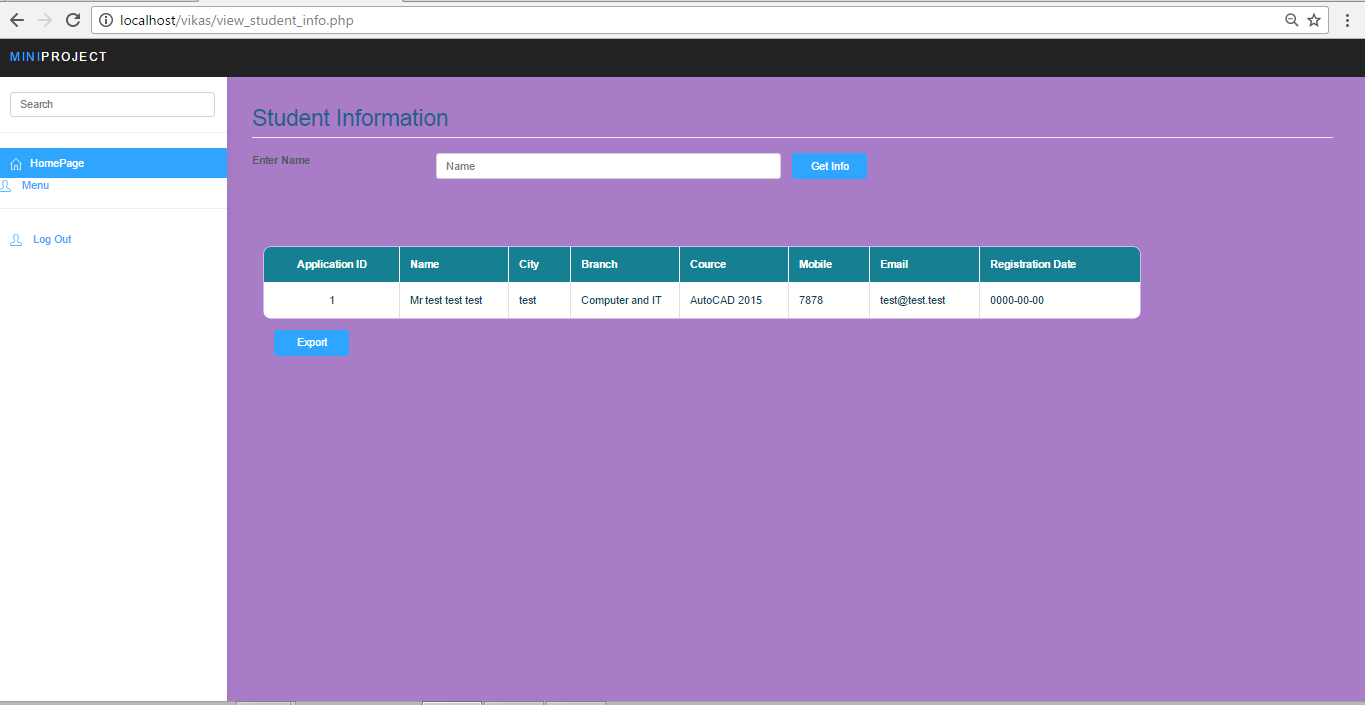 localhost/vikas/view_student_info.php
MINIPROJECT
Search
HomePage
Menu
Log Out
Student Information
Enter Name Name Get Info
Application ID Name City Branch Cource Mobile Email Registration Date
1 Mr test test test test Computer and IT AutoCAD 2015 7878 test@test.test 0000-00-00
Export